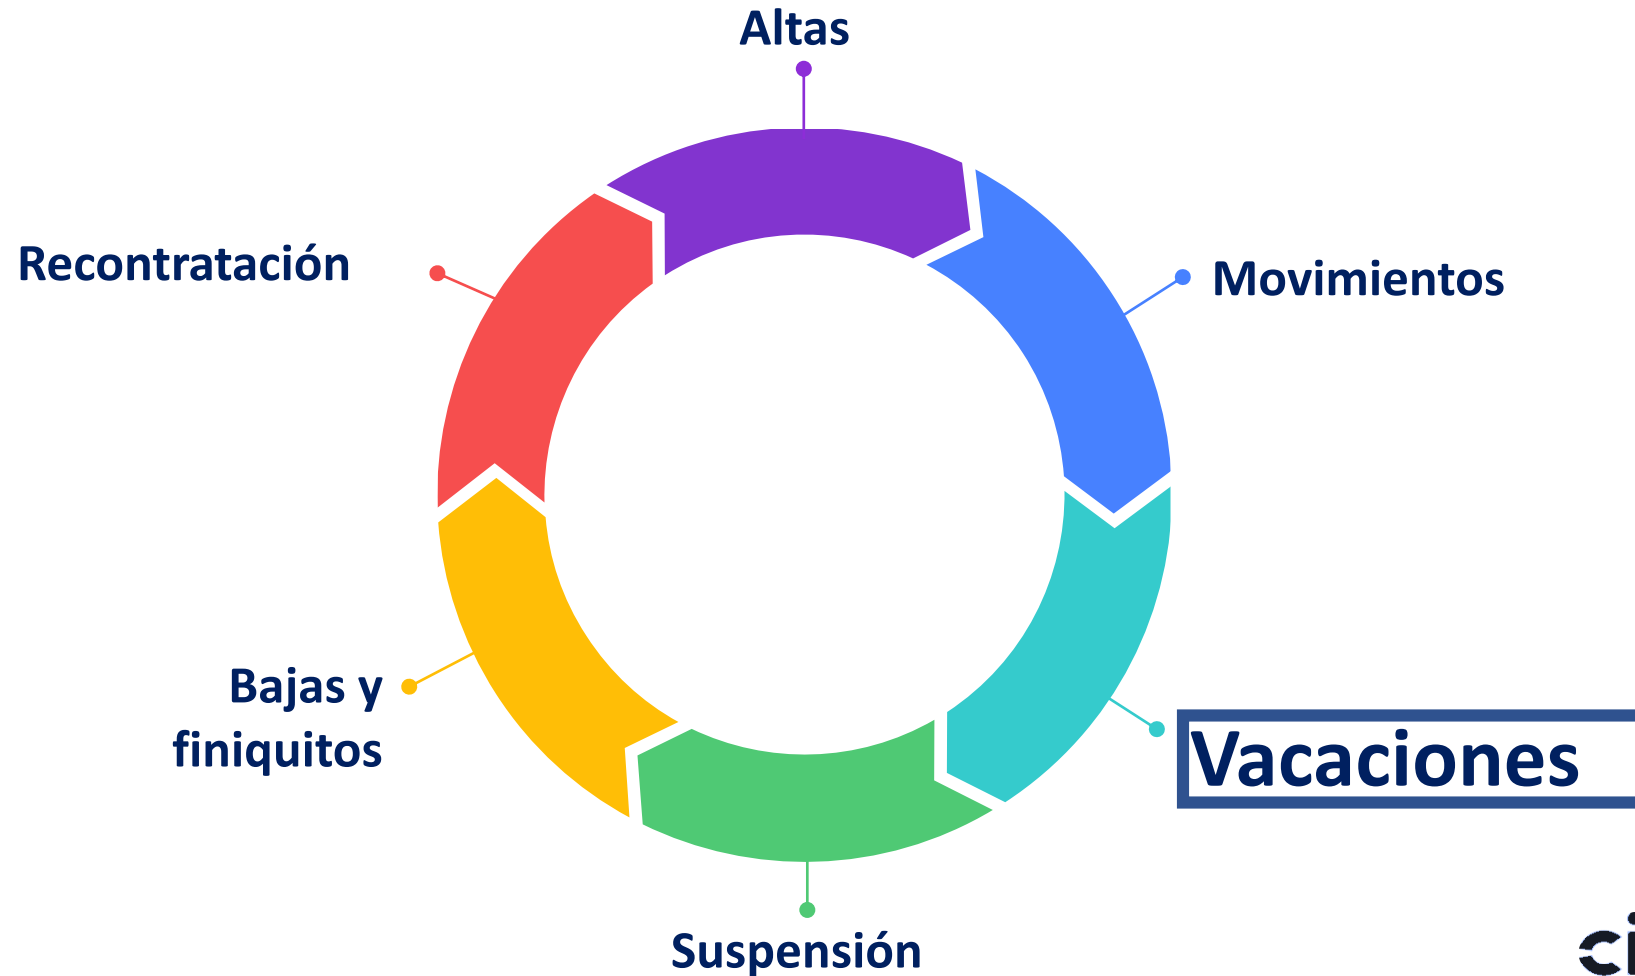 Altas
Movimientos
Recontratación
Bajas y
finiquitos
Vacaciones
Suspensión